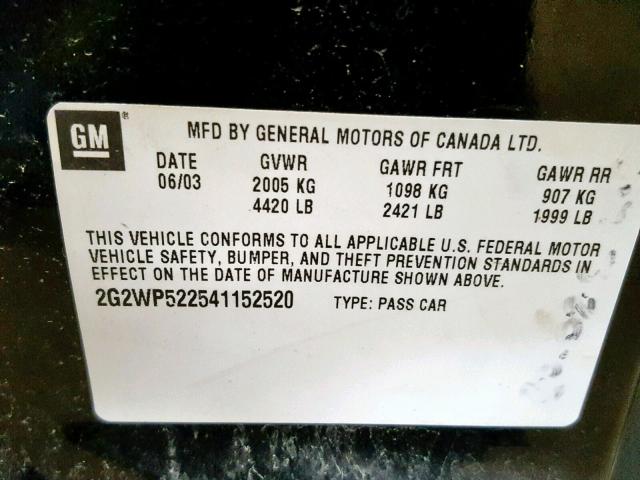 GM ® MFD BY GENERAL MOTORS OF CANADA LTD.
DATE GVWR GAWR FRT GAWR RR
06/03 2005 KG 1098 KG 907 KG
4420 LB 2421 LB 1999 LB
THIS VEHICLE CONFORMS TO ALL APPLICABLE U.S. FEDERAL MOTOR
VEHICLE SAFETY, BUMPER, AND THEFT PREVENTION STANDARDS IN
EFFECT ON THE DATE OF MANUFACTURE SHOWN ABOVE.
2G2WP522541152520 TYPE: PASS CAR